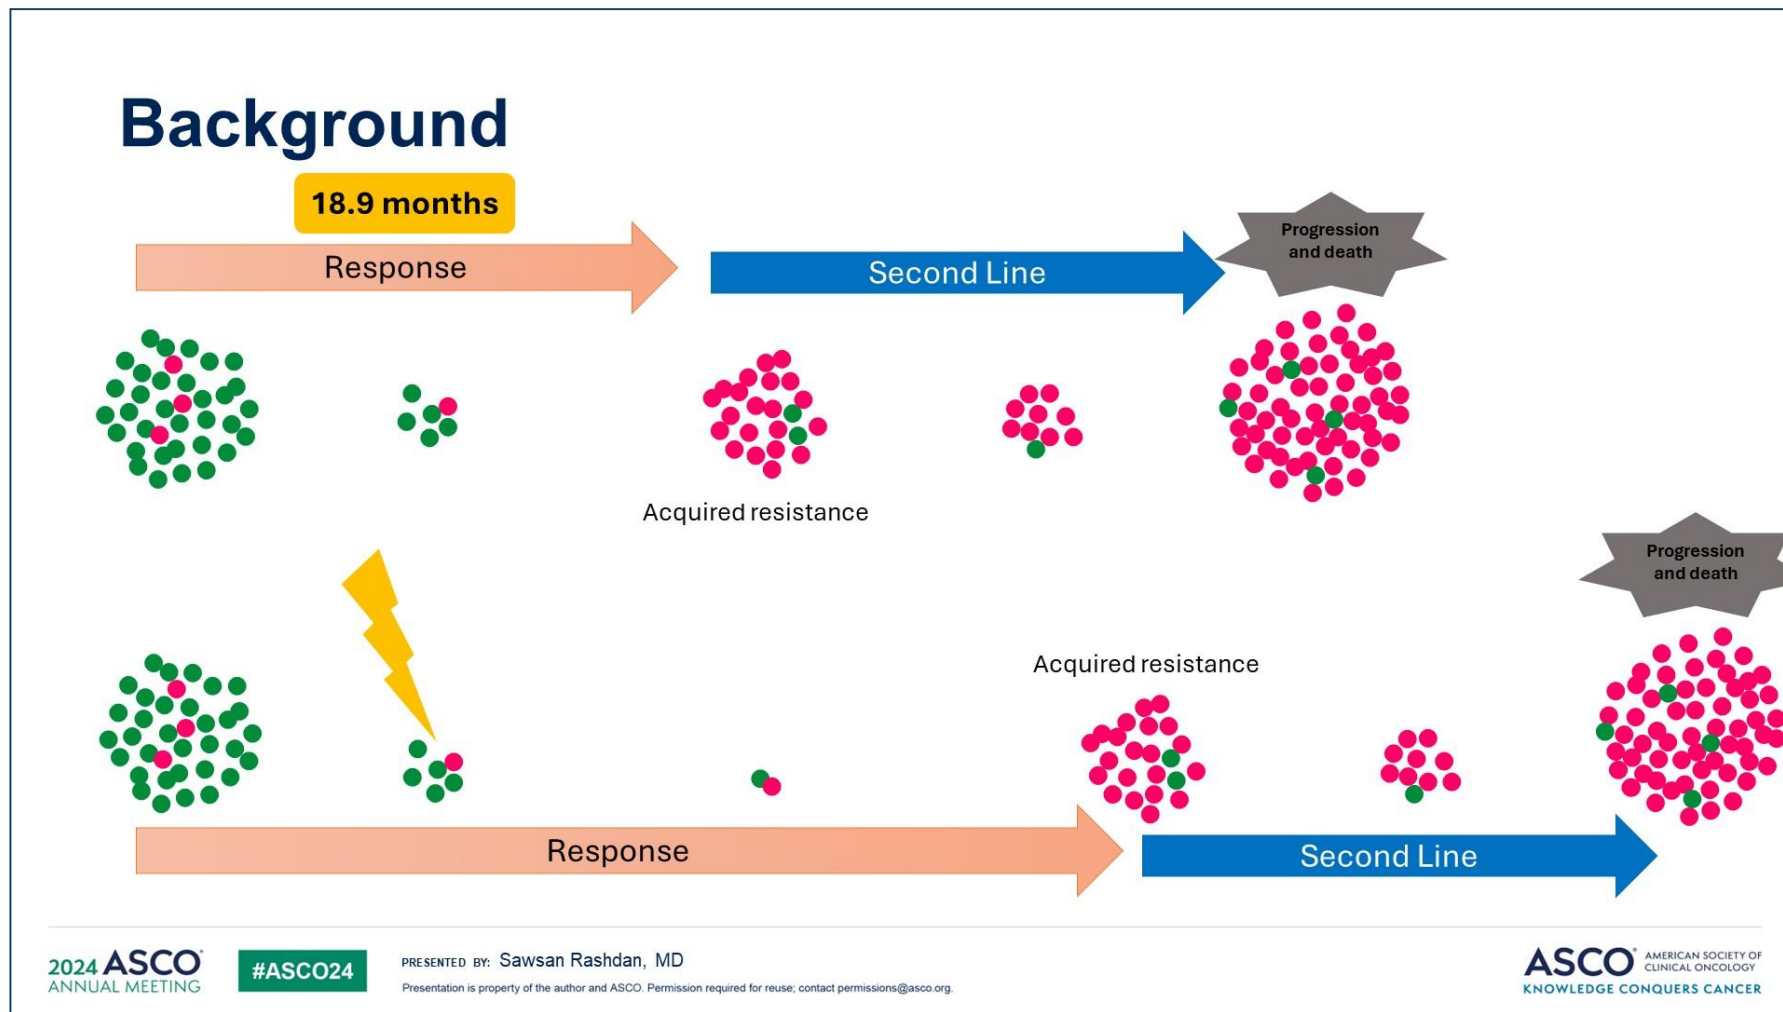 Background
18.9 months
Response
Second Line
Progression
and death
Acquired resistance
Progression
and death
Acquired resistance
Response
Second Line
2024 ASCO®
ANNUAL MEETING
#ASCO24
PRESENTED BY: Sawsan Rashdan, MD
Presentation is property of the author and ASCO. Permission required for reuse; contact permissions@asco.org.
ASCO® AMERICAN SOCIETY OF
CLINICAL ONCOLOGY
KNOWLEDGE CONQUERS CANCER